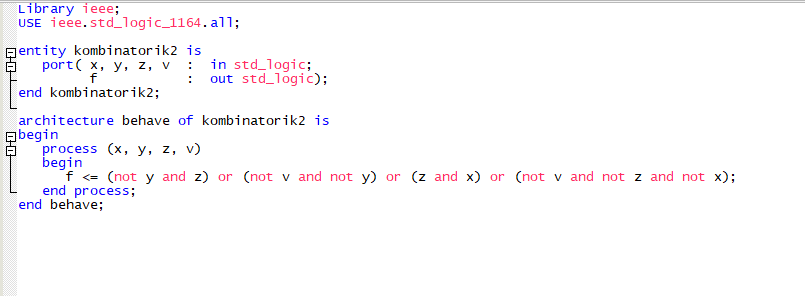 Library ieee;
USE ieee.std_logic_1164.all;
entity kombinatorik2 is
port( x, y, z, v : in std_logic;
f : out std_logic);
end kombinatorik2;
architecture behave of kombinatorik2 is
begin
process (x, y, z, v)
begin
f <= (not y and z) or (not v and not y) or (z and x) or (not v and not z and not x);
end process;
end behave;